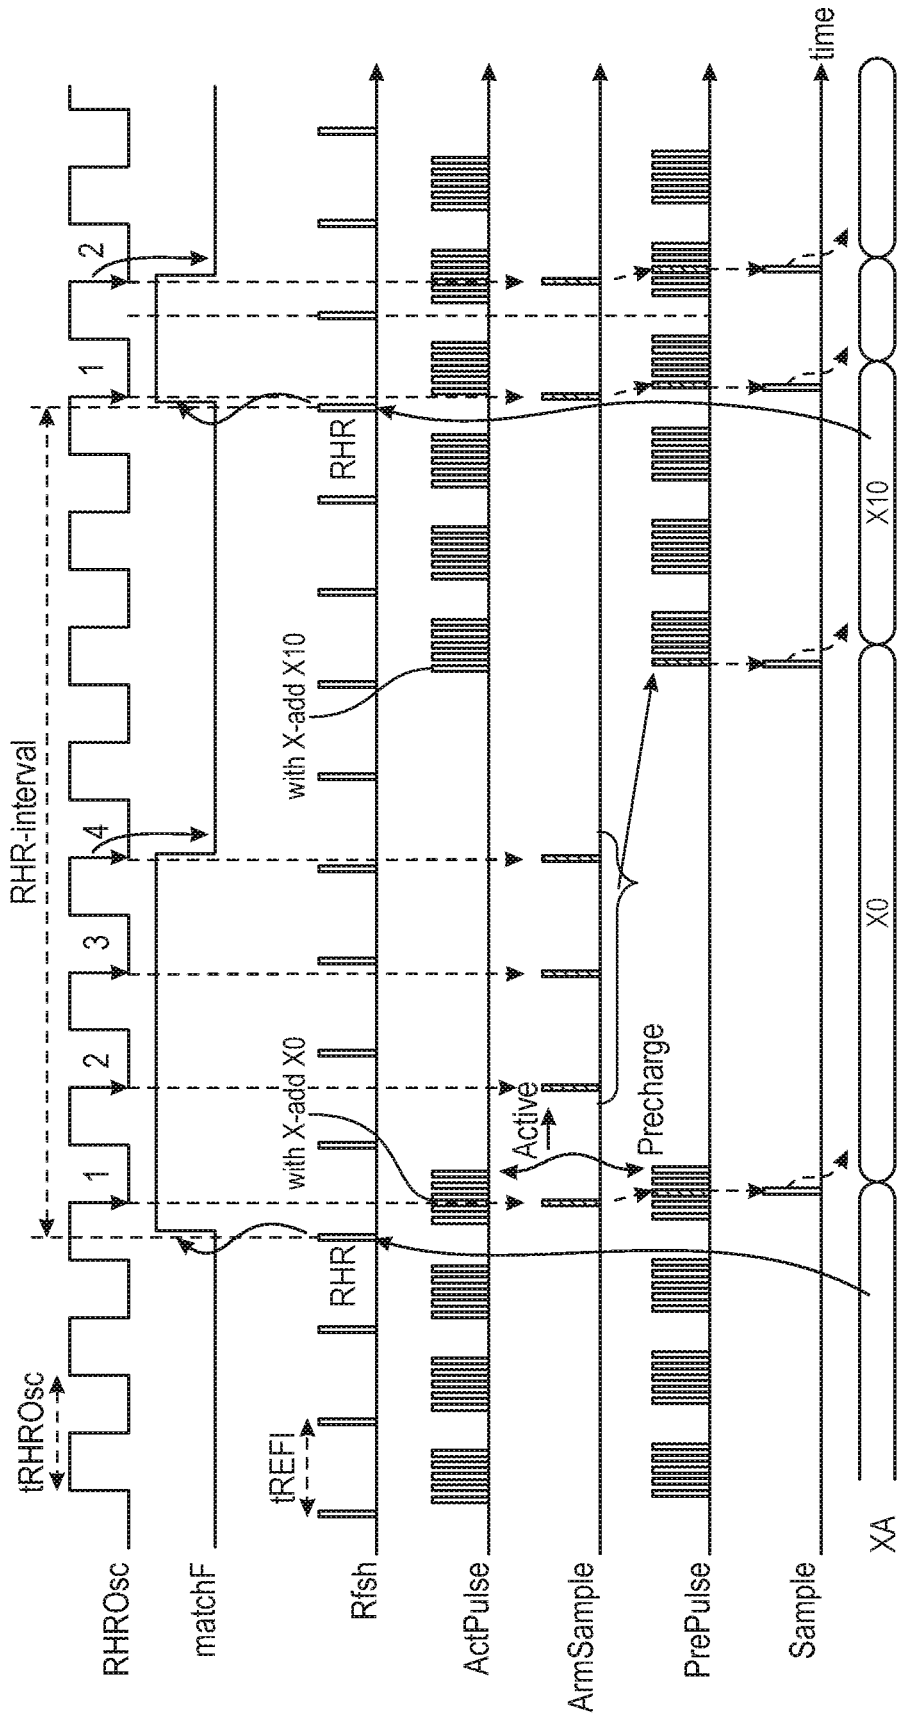 RHROsc
tRHROsc
RHR-interval
1
2
3
4
1
2
matchF
Rfsh
tREFI
RHR
RHR
ActPulse
with X-add X0
with X-add X10
ArmSample
Active
PrePulse
Precharge
Sample
time
XA
X0
X10